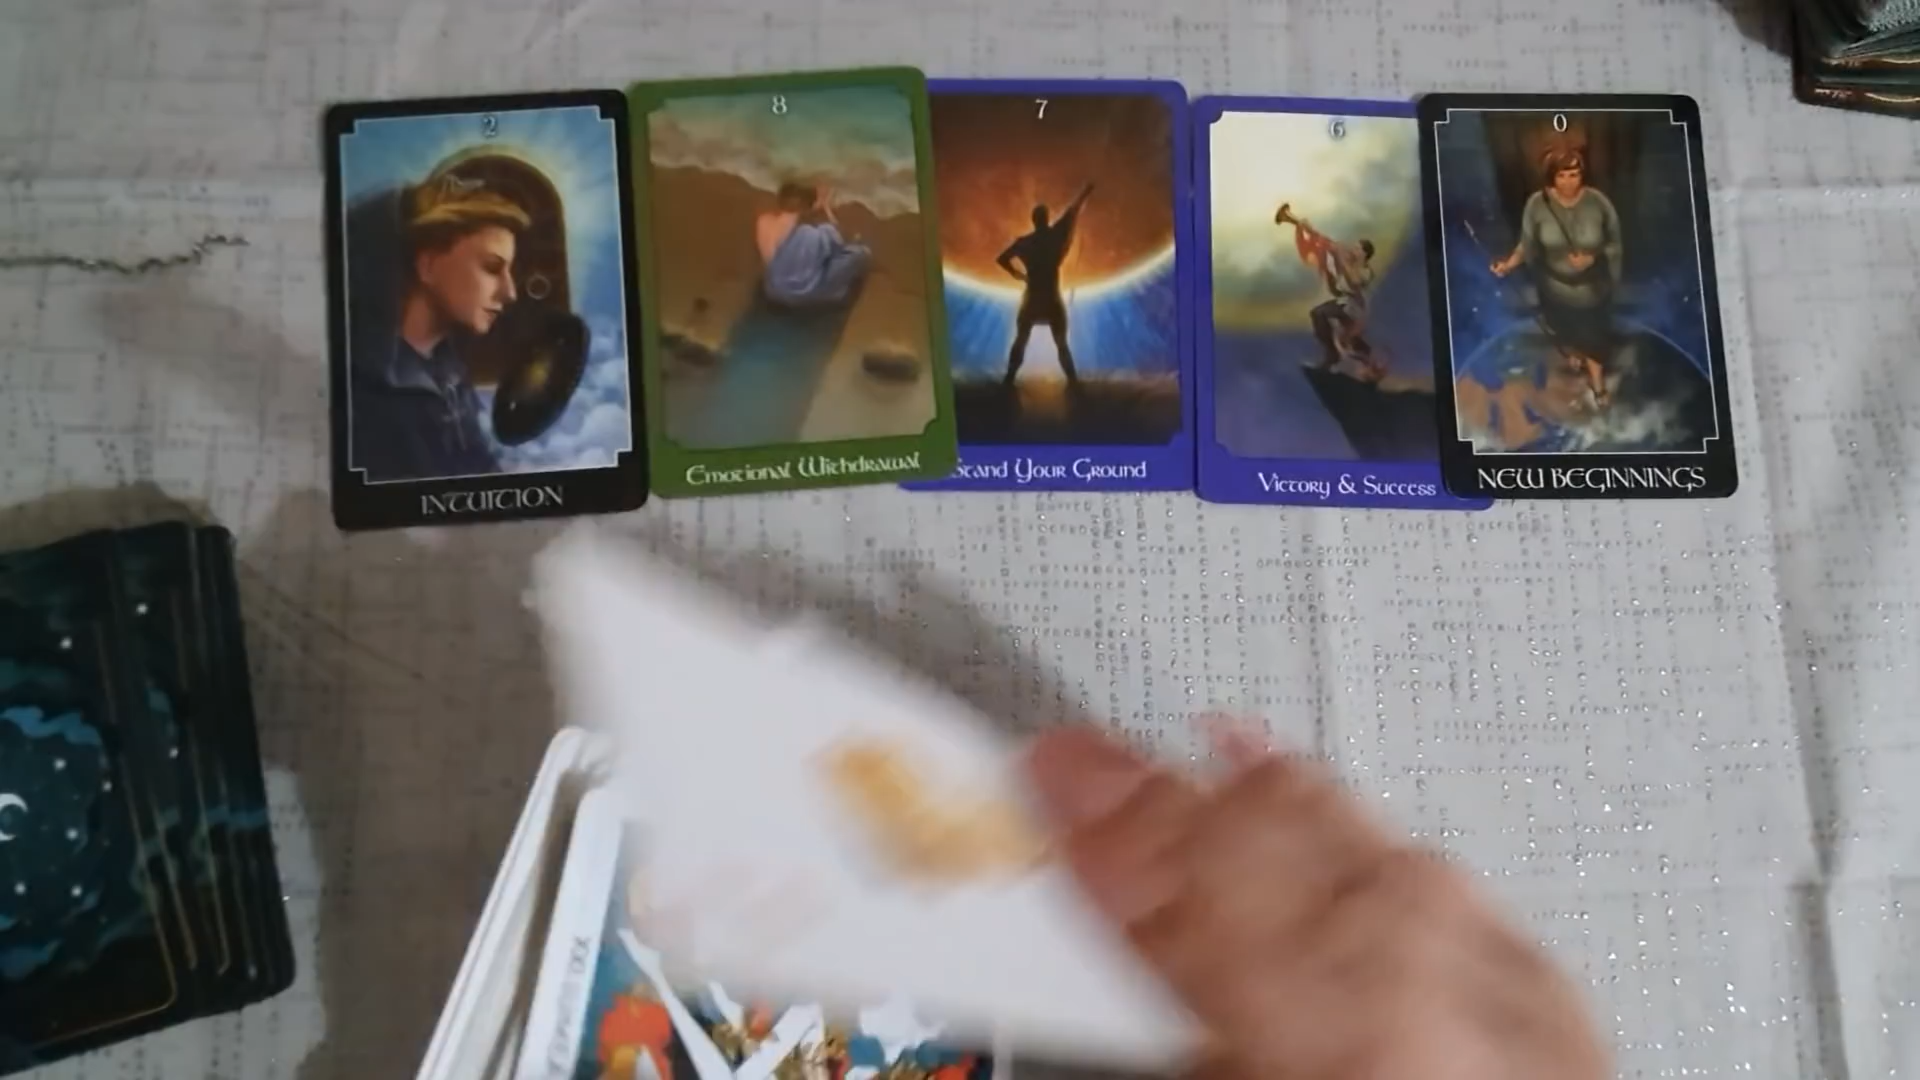 2
INTUITION
8
Emotional Withdrawal
7
Stand Your Ground
6
Victory & Success
0
NEW BEGINNINGS